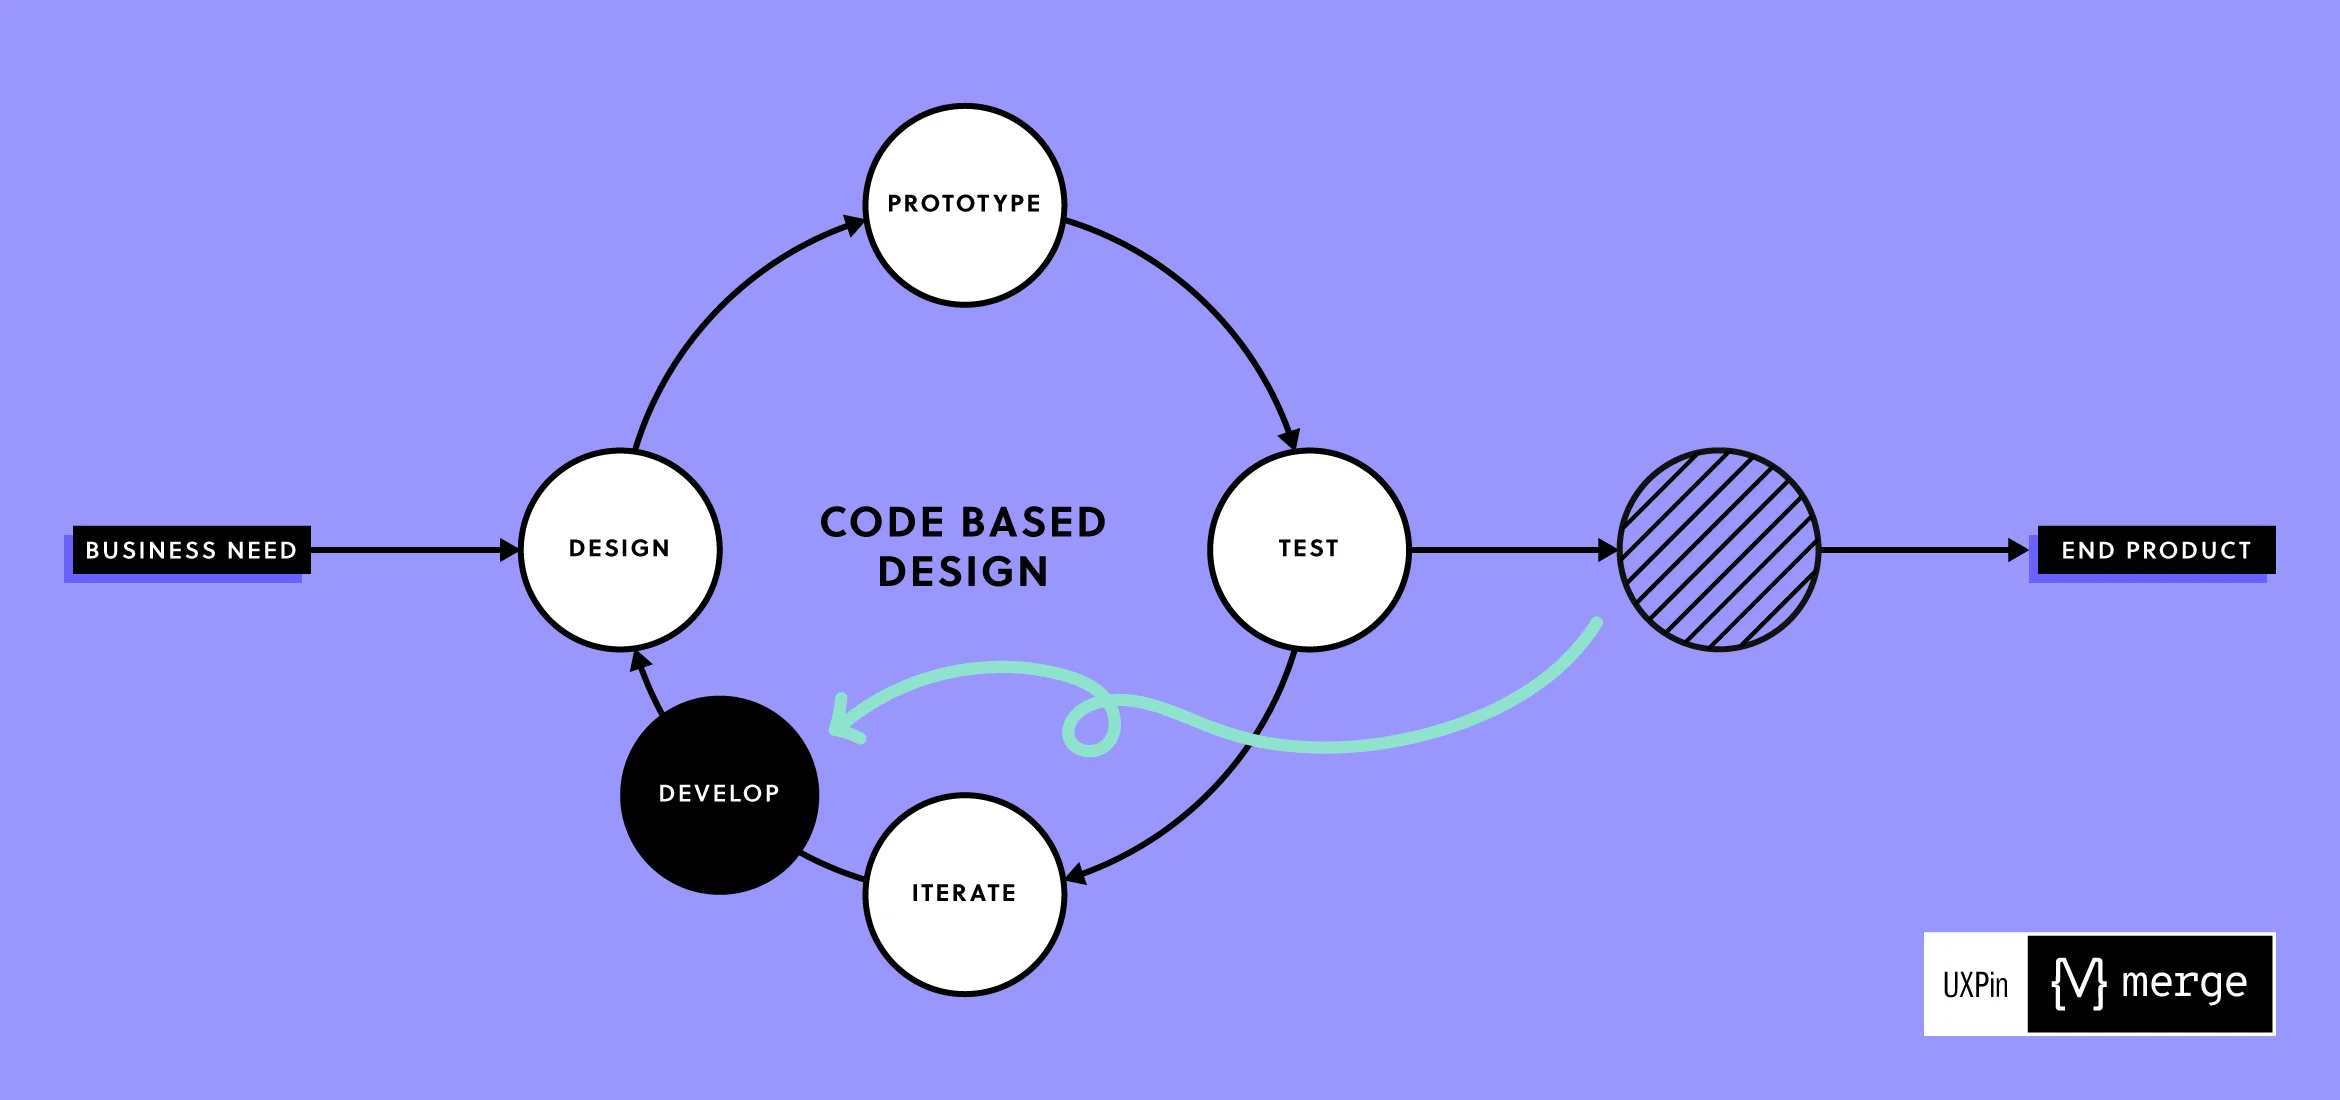 PROTOTYPE
BUSINESS NEED
DESIGN
CODE BASED
DESIGN
TEST
END PRODUCT
DEVELOP
ITERATE
UXPin
{M} merge